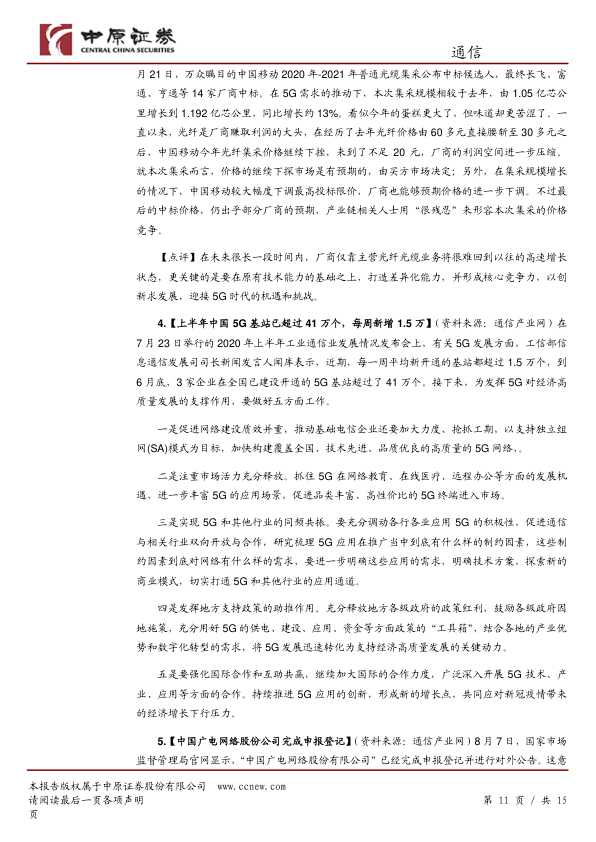 中原证券
CENTRAL CHINA SECURITIES
通信
月 21 日，万众瞩目的中国移动 2020 年-2021 年普通光缆集采公布中标候选人，最终长飞、富
通、亨通等 14 家厂商中标。在 5G 需求的推动下，本次集采规模相较于去年，由 1.05 亿芯公
里增长到 1.192 亿芯公里，同比增长约 13%。看似今年的蛋糕更大了，但味道却更苦涩了。一
直以来，光纤是厂商赚取利润的大头，在经历了去年光纤价格由 60 多元直接腰斩至 30 多元之
后，中国移动今年光纤集采价格继续下挫，来到了不足 20 元，厂商的利润空间进一步压缩。
就本次集采而言，价格的继续下探市场是有预期的，由买方市场决定；另外，在集采规模增长
的情况下，中国移动较大幅度下调最高投标限价，厂商也能够预期价格的进一步下调。不过最
后的中标价格，仍出乎部分厂商的预期，产业链相关人士用“很残忍”来形容本次集采的价格
竞争。
【点评】在未来很长一段时间内，厂商仅靠主营光纤光缆业务将很难回到以往的高速增长
状态，更关键的是要在原有技术能力的基础之上，打造差异化能力，并形成核心竞争力，以创
新求发展，迎接 5G 时代的机遇和挑战。
4.【上半年中国 5G 基站已超过 41 万个，每周新增 1.5 万】（资料来源：通信产业网）在
7 月 23 日举行的 2020 年上半年工业通信业发展情况发布会上，有关 5G 发展方面，工信部信
息通信发展司司长新闻发言人闻库表示，近期，每一周平均新开通的基站都超过 1.5 万个，到
6 月底，3 家企业在全国已建设开通的 5G 基站超过了 41 万个。接下来，为发挥 5G 对经济高
质量发展的支撑作用，要做好五方面工作。
一是促进网络建设质效并重，推动基础电信企业还要加大力度、抢抓工期，以支持独立组
网(SA)模式为目标，加快构建覆盖全国、技术先进、品质优良的高质量的 5G 网络，。
二是注重市场活力充分释放。抓住 5G 在网络教育、在线医疗、远程办公等方面的发展机
遇，进一步丰富 5G 的应用场景，促进品类丰富、高性价比的 5G 终端进入市场。
三是实现 5G 和其他行业的同频共振。要充分调动各行各业应用 5G 的积极性，促进通信
与相关行业双向开放与合作，研究梳理 5G 应用在推广当中到底有什么样的制约因素，这些制
约因素到底对网络有什么样的需求，要进一步明确这些应用的需求，明确技术方案，探索新的
商业模式，切实打通 5G 和其他行业的应用通道。
四是发挥地方支持政策的助推作用。充分释放地方各级政府的政策红利，鼓励各级政府因
地施策，充分用好 5G 的供电、建设、应用、资金等方面政策的“工具箱”，结合各地的产业优
势和数字化转型的需求，将 5G 发展迅速转化为支持经济高质量发展的关键动力。
五是要强化国际合作和互助共赢，继续加大国际的合作力度，广泛深入开展 5G 技术、产
业、应用等方面的合作。持续推进 5G 应用的创新，形成新的增长点，共同应对新冠疫情带来
的经济增长下行压力。
5.【中国广电网络股份公司完成申报登记】（资料来源：通信产业网）8 月 7 日，国家市场
监督管理局官网显示，“中国广电网络股份有限公司”已经完成申报登记并进行对外公告。这意
本报告版权属于中原证券股份有限公司 www.ccnew.com
请阅读最后一页各项声明
第 11 页 / 共 15
页